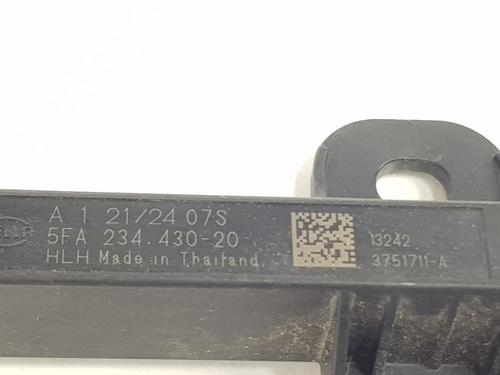 A 1 21/24 07S
5FA 234.430-20
HLH Made in Thailand
13242
3751711-A